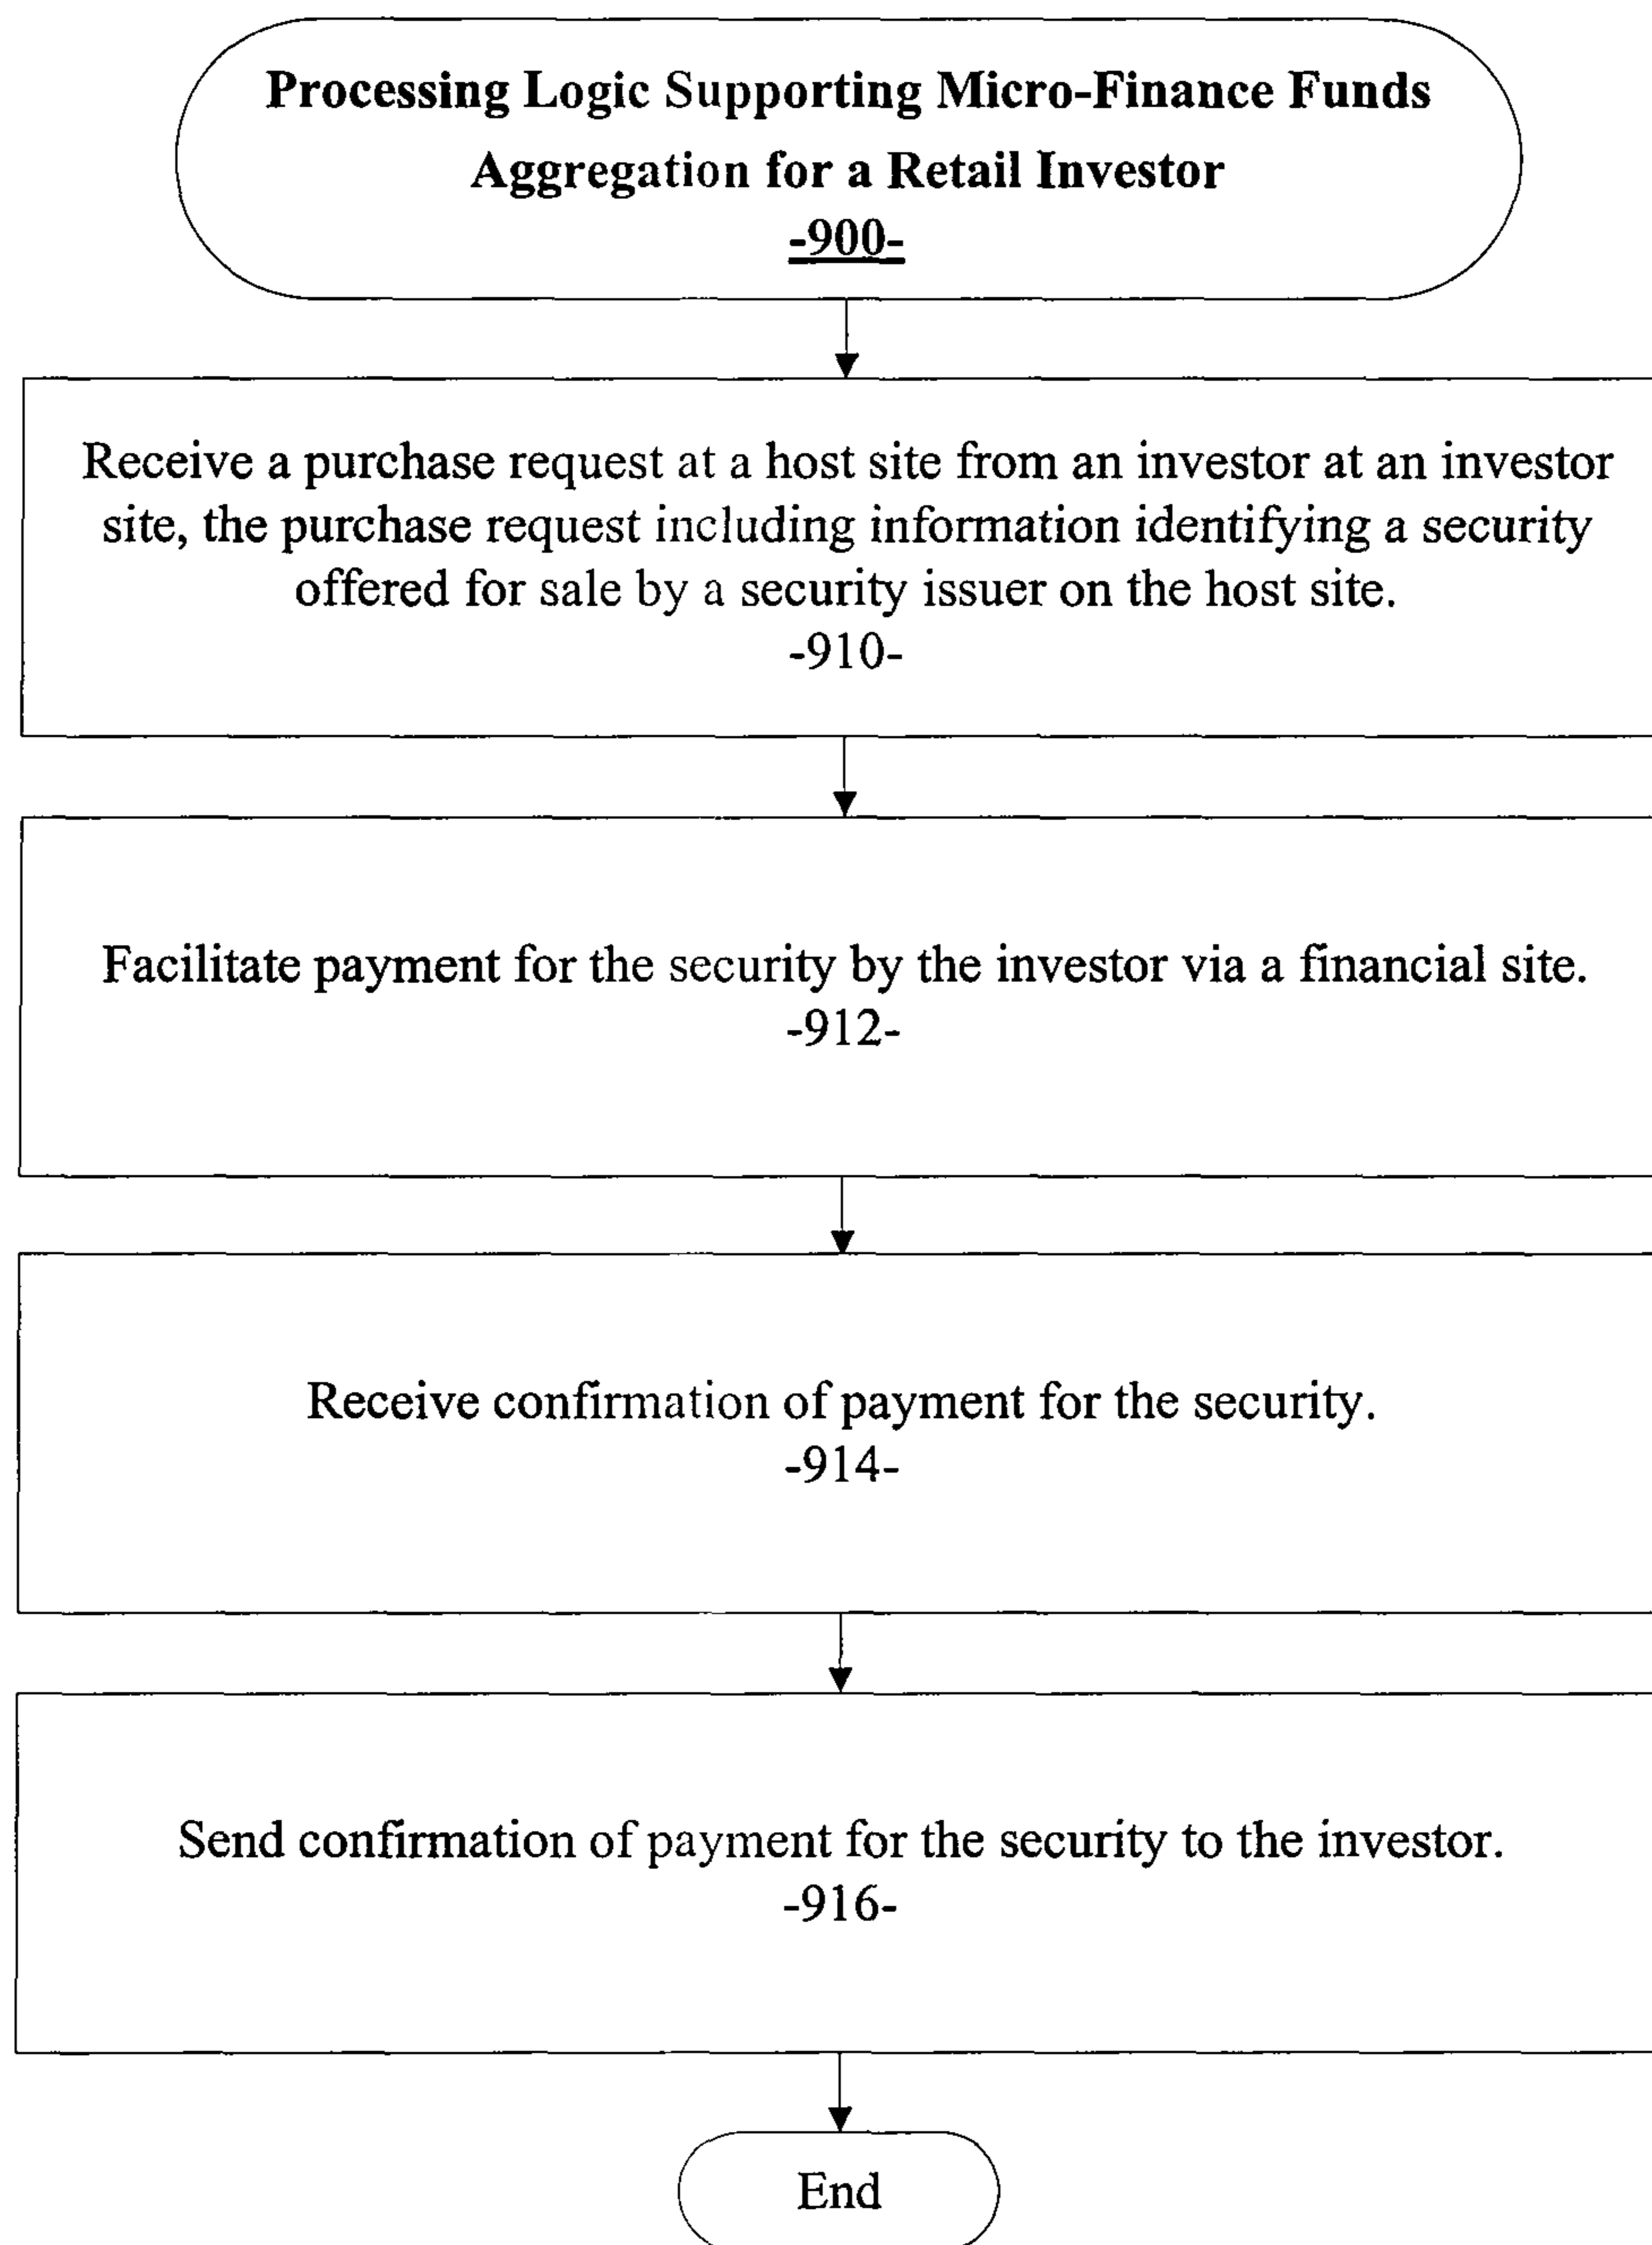 Processing Logic Supporting Micro-Finance Funds
Aggregation for a Retail Investor
-900-
Receive a purchase request at a host site from an investor at an investor
site, the purchase request including information identifying a security
offered for sale by a security issuer on the host site.
-910-
Facilitate payment for the security by the investor via a financial site.
-912-
Receive confirmation of payment for the security.
-914-
Send confirmation of payment for the security to the investor.
-916-
End